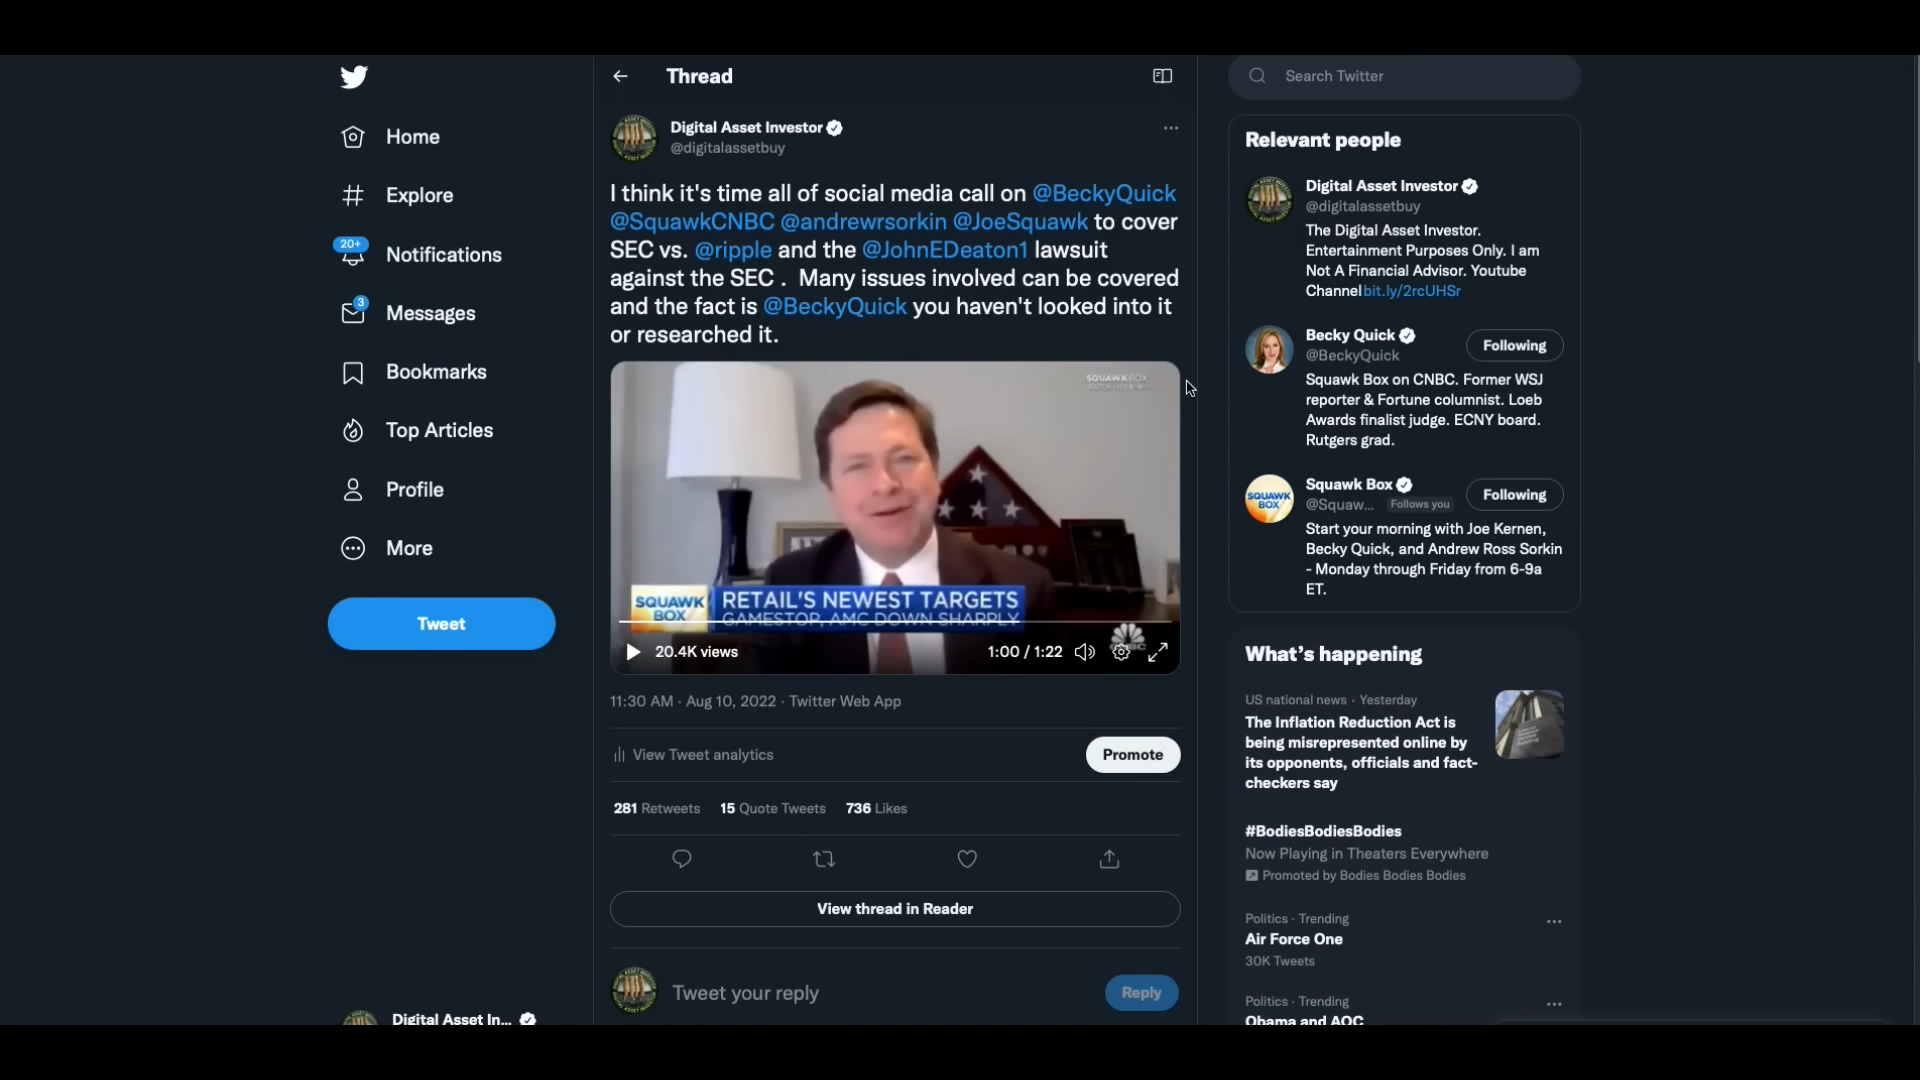 Home
Explore
20+
Notifications
3
Messages
Bookmarks
Top Articles
Profile
More
Tweet
Digital Asset In...
Thread
Digital Asset Investor
@digitalassetbuy
I think it's time all of social media call on @BeckyQuick
@SquawkCNBC @andrewrsorkin @JoeSquawk to cover
SEC vs. @ripple and the @JohnEDeaton1 lawsuit
against the SEC .  Many issues involved can be covered
and the fact is @BeckyQuick you haven't looked into it
or researched it.
SQUAWK BOX
SQUAWK
BOX
RETAIL'S NEWEST TARGETS
GAMESTOP, AMC DOWN SHARPLY
20.4K views
1:00 / 1:22
11:30 AM · Aug 10, 2022 · Twitter Web App
View Tweet analytics
Promote
281 Retweets 15 Quote Tweets 736 Likes
View thread in Reader
Tweet your reply
Reply
Search Twitter
Relevant people
Digital Asset Investor
@digitalassetbuy
The Digital Asset Investor.
Entertainment Purposes Only. I am
Not A Financial Advisor. Youtube
Channel bit.ly/2rcUHSr
Becky Quick
@BeckyQuick
Following
Squawk Box on CNBC. Former WSJ
reporter & Fortune columnist. Loeb
Awards finalist judge. ECNY board.
Rutgers grad.
SQUAWK
BOX
Squawk Box
@Squaw... Follows you
Following
Start your morning with Joe Kernen,
Becky Quick, and Andrew Ross Sorkin
- Monday through Friday from 6-9a
ET.
What's happening
US national news · Yesterday
The Inflation Reduction Act is
being misrepresented online by
its opponents, officials and fact-
checkers say
#BodiesBodiesBodies
Now Playing in Theaters Everywhere
Promoted by Bodies Bodies Bodies
Politics · Trending
Air Force One
30K Tweets
Politics · Trending
Obama and AOC